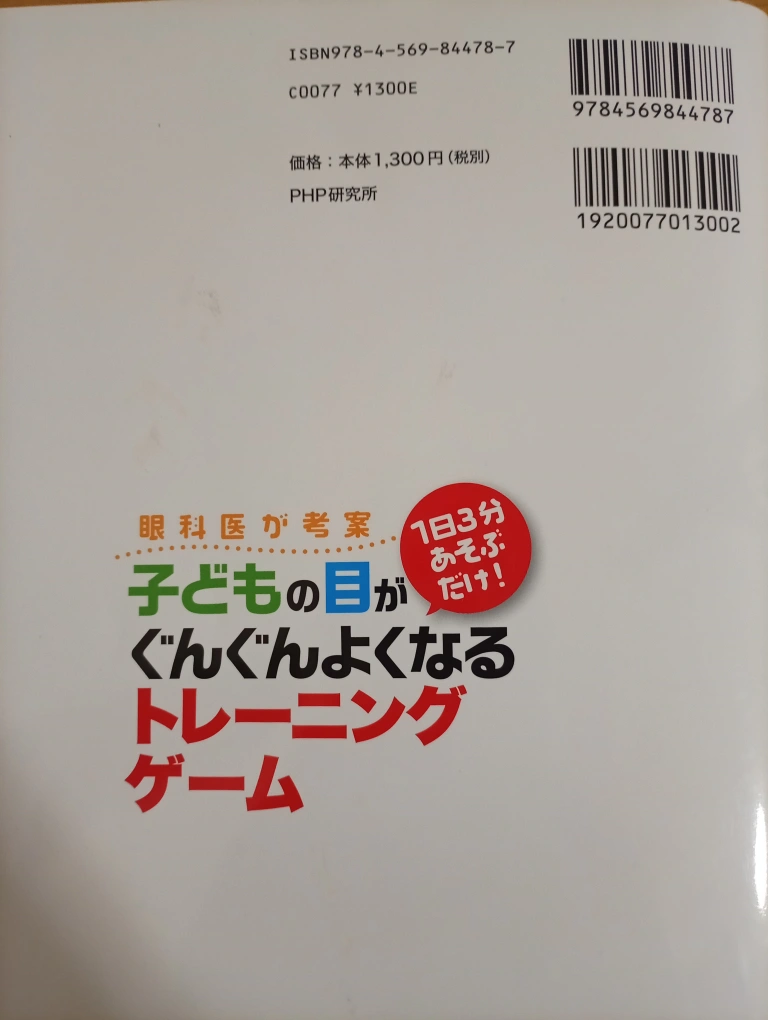 ISBN978-4-569-84478-7
C0077 ¥1300E
価格：本体1,300円(税別)
PHP研究所
9784569844787
1920077013002
眼科医が考案
1日3分
あそぶ
だけ！
子どもの目が
ぐんぐんよくなる
トレーニング
ゲーム